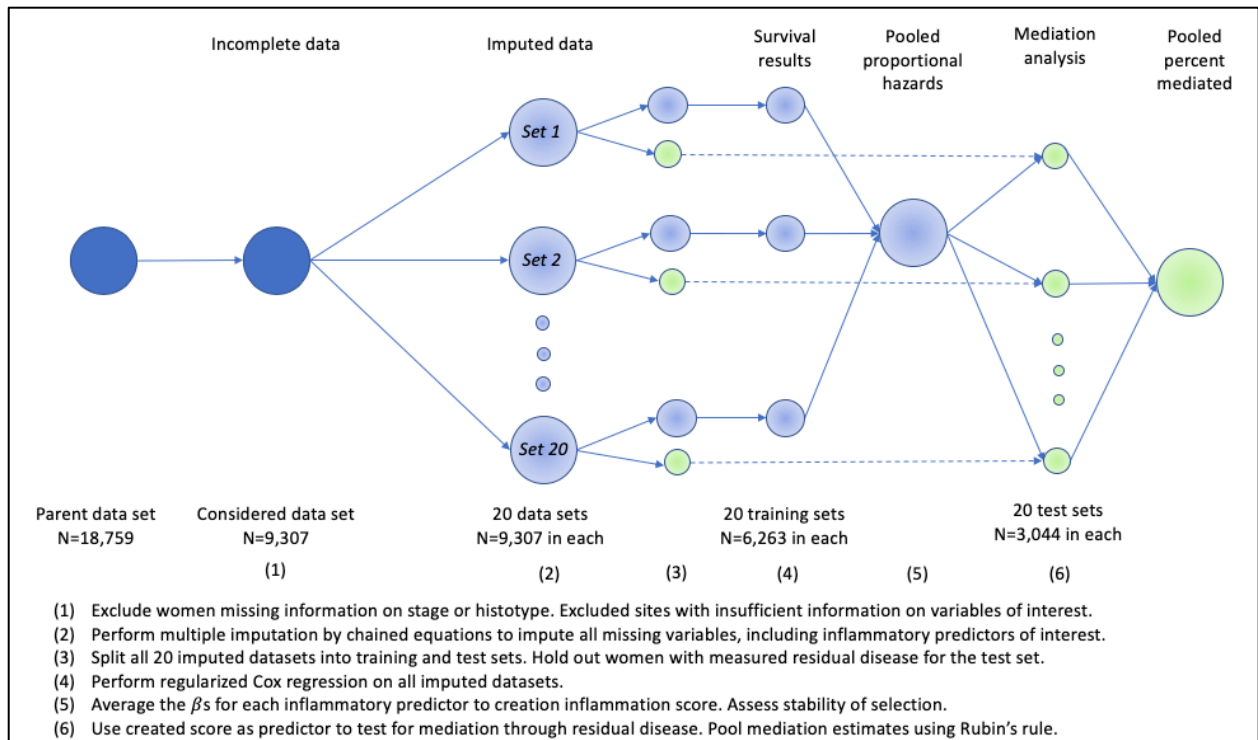 Incomplete data
Imputed data
Survival
results
Pooled
proportional
hazards
Mediation
analysis
Pooled
percent
mediated
Set 1
Set 2
Set 20
Parent data set
N=18,759
Considered data set
N=9,307
20 data sets
N=9,307 in each
20 training sets
N=6,263 in each
20 test sets
N=3,044 in each
(1)
(2)
(3)
(4)
(5)
(6)
(1) Exclude women missing information on stage or histotype. Excluded sites with insufficient information on variables of interest.
(2) Perform multiple imputation by chained equations to impute all missing variables, including inflammatory predictors of interest.
(3) Split all 20 imputed datasets into training and test sets. Hold out women with measured residual disease for the test set.
(4) Perform regularized Cox regression on all imputed datasets.
(5) Average the βs for each inflammatory predictor to creation inflammation score. Assess stability of selection.
(6) Use created score as predictor to test for mediation through residual disease. Pool mediation estimates using Rubin’s rule.